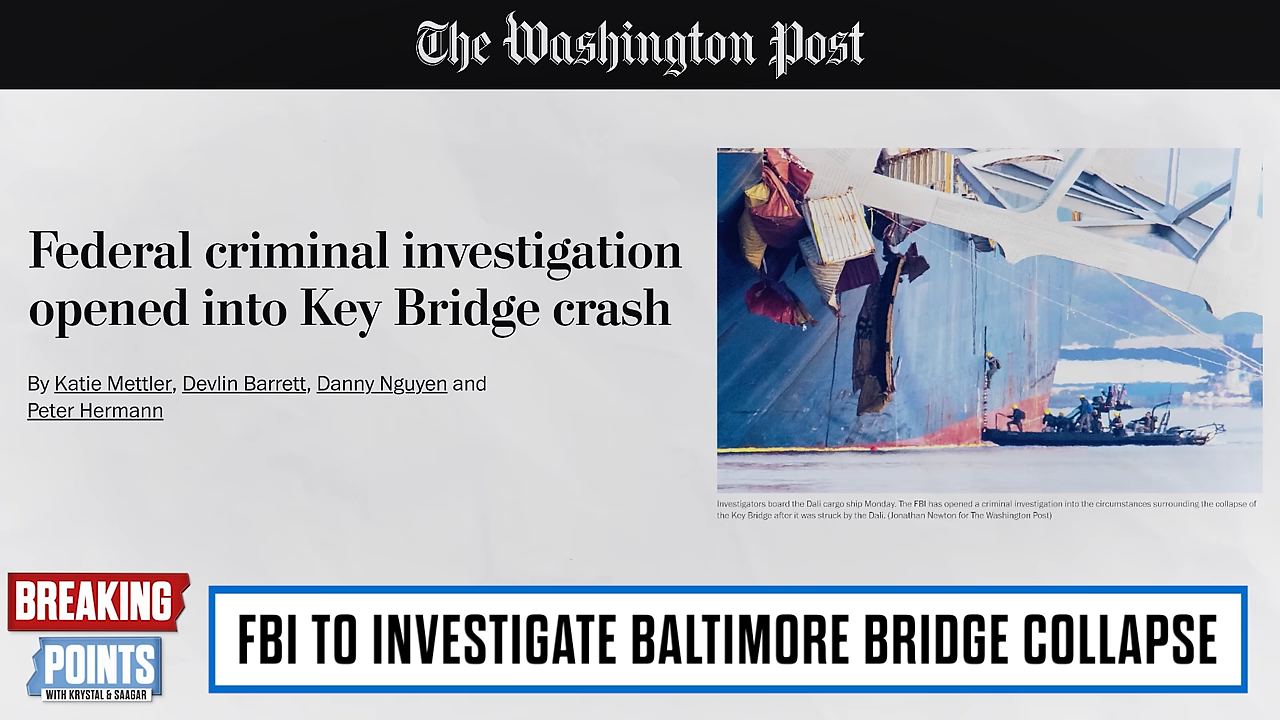 The Washington Post
Federal criminal investigation
opened into Key Bridge crash
By Katie Mettler, Devlin Barrett, Danny Nguyen and
Peter Hermann
Investigators board the Dali cargo ship Monday. The FBI has opened a criminal investigation into the circumstances surrounding the collapse of
the Key Bridge after it was struck by the Dali. (Jonathan Newton for The Washington Post)
BREAKING
POINTS
WITH KRYSTAL & SAAGAR
FBI TO INVESTIGATE BALTIMORE BRIDGE COLLAPSE